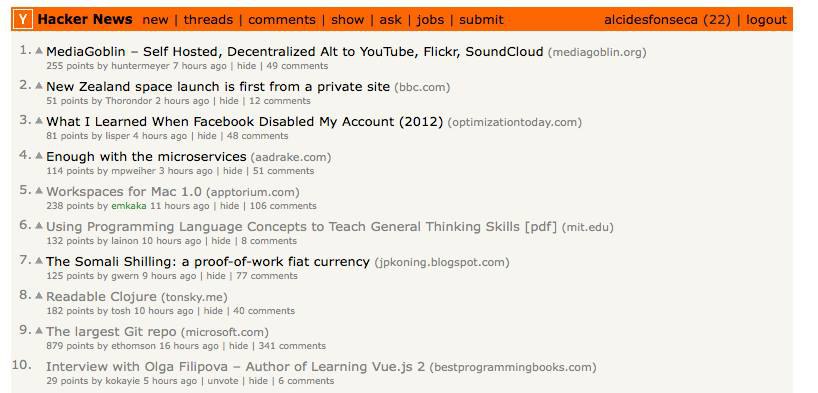 Y Hacker News new | threads | comments | show | ask | jobs | submit alcidesfonseca (22) | logout
1. MediaGoblin – Self Hosted, Decentralized Alt to YouTube, Flickr, SoundCloud (mediagoblin.org)
255 points by huntermeyer 7 hours ago | hide | 49 comments
2. New Zealand space launch is first from a private site (bbc.com)
51 points by Thorondor 2 hours ago | hide | 12 comments
3. What I Learned When Facebook Disabled My Account (2012) (optimizationtoday.com)
81 points by lisper 4 hours ago | hide | 48 comments
4. Enough with the microservices (aadrake.com)
114 points by mpweiher 3 hours ago | hide | 51 comments
5. Workspaces for Mac 1.0 (apptorium.com)
238 points by emkaka 11 hours ago | hide | 106 comments
6. Using Programming Language Concepts to Teach General Thinking Skills [pdf] (mit.edu)
132 points by lainon 10 hours ago | hide | 8 comments
7. The Somali Shilling: a proof-of-work fiat currency (jpkoning.blogspot.com)
125 points by gwern 9 hours ago | hide | 77 comments
8. Readable Clojure (tonsky.me)
182 points by tosh 10 hours ago | hide | 40 comments
9. The largest Git repo (microsoft.com)
879 points by ethomson 16 hours ago | hide | 341 comments
10. Interview with Olga Filipova – Author of Learning Vue.js 2 (bestprogrammingbooks.com)
29 points by kokayie 5 hours ago | unvote | hide | 6 comments